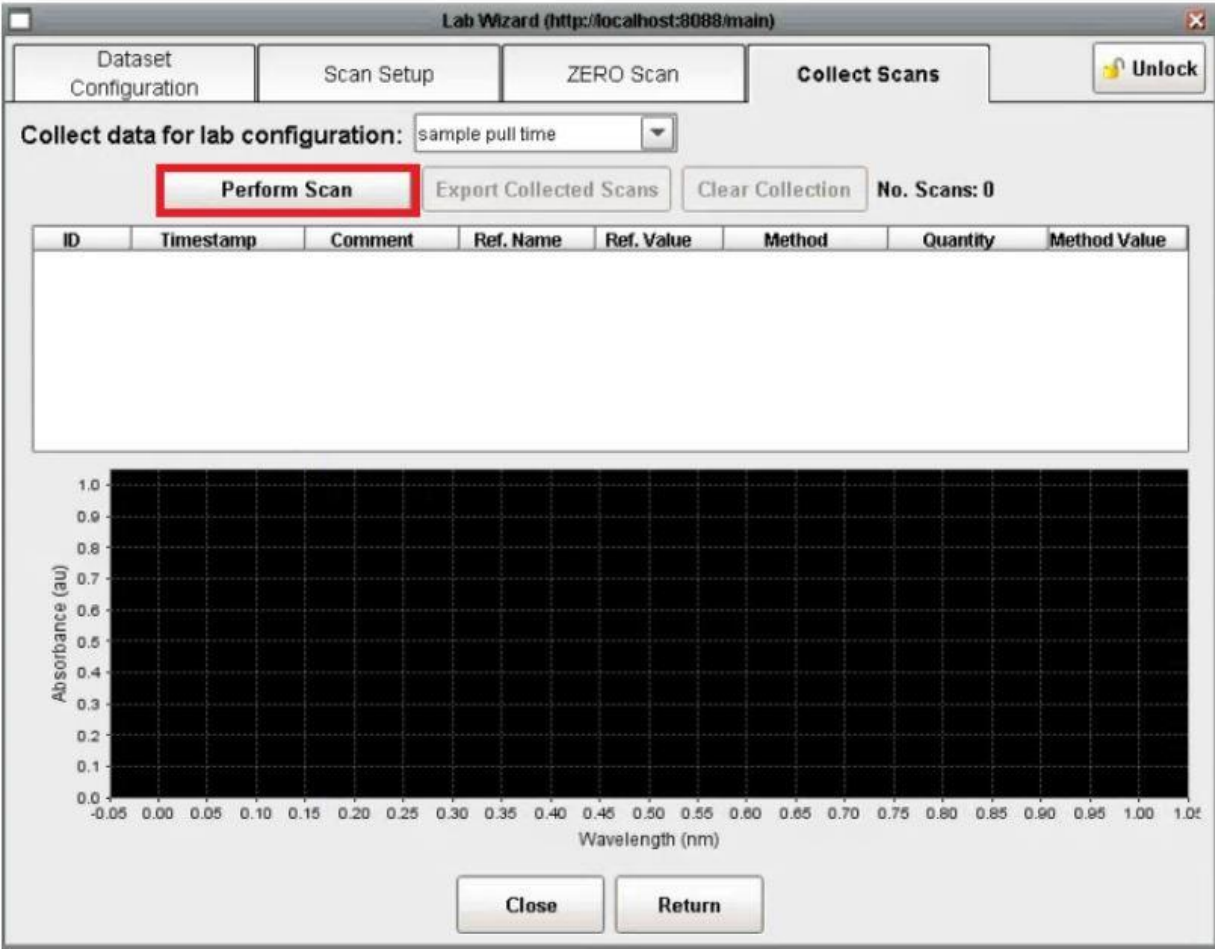 Lab Wizard (http://localhost:8088/main)
Dataset Configuration
Scan Setup
ZERO Scan
Collect Scans
Unlock
Collect data for lab configuration: sample pull time
Perform Scan Export Collected Scans Clear Collection No. Scans: 0
ID Timestamp Comment Ref. Name Ref. Value Method Quantity Method Value
1.0
0.9
0.8
0.7
0.6
0.5
0.4
0.3
0.2
0.1
0.0
Absorbance (au)
-0.05 0.00 0.05 0.10 0.15 0.20 0.25 0.30 0.35 0.40 0.45 0.50 0.55 0.60 0.65 0.70 0.75 0.80 0.85 0.90 0.95 1.00 1.05
Wavelength (nm)
Close Return